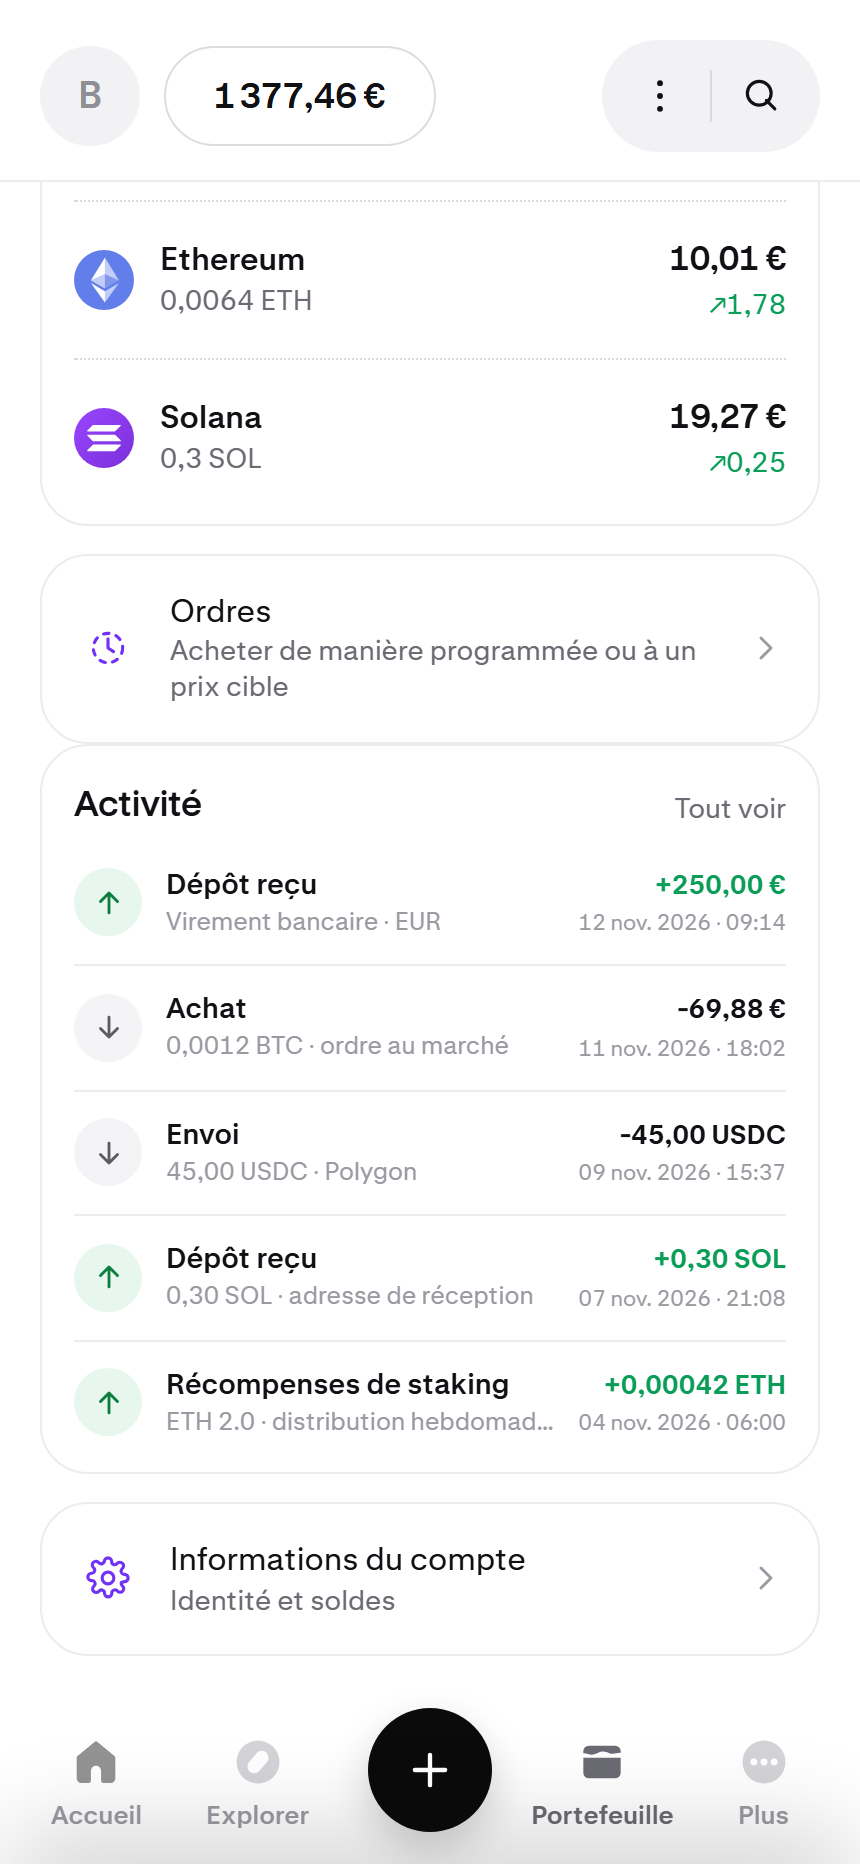 B
1 377,46 €
Ethereum
10,01 €
0,0064 ETH
↗1,78
Solana
19,27 €
0,3 SOL
↗0,25
Ordres
Acheter de manière programmée ou à un
prix cible
Activité
Tout voir
Dépôt reçu
+250,00 €
Virement bancaire · EUR
12 nov. 2026 · 09:14
Achat
-69,88 €
0,0012 BTC · ordre au marché
11 nov. 2026 · 18:02
Envoi
-45,00 USDC
45,00 USDC · Polygon
09 nov. 2026 · 15:37
Dépôt reçu
+0,30 SOL
0,30 SOL · adresse de réception
07 nov. 2026 · 21:08
Récompenses de staking
+0,00042 ETH
ETH 2.0 · distribution hebdomad...
04 nov. 2026 · 06:00
Informations du compte
Identité et soldes
Accueil
Explorer
Portefeuille
Plus